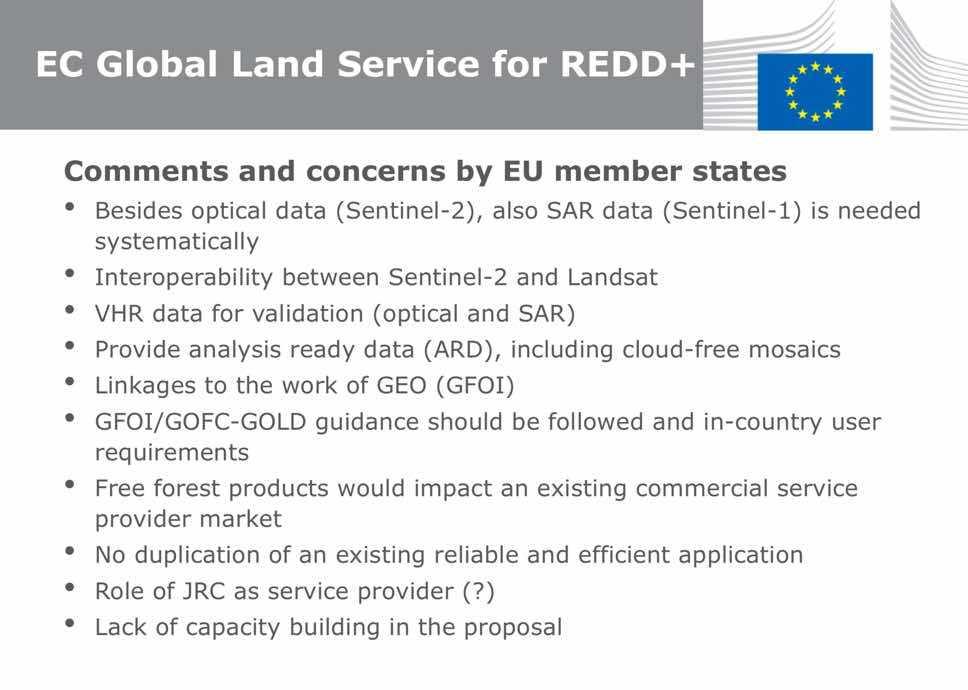 EC Global Land Service for REDD+
Comments and concerns by EU member states
• Besides optical data (Sentinel-2), also SAR data (Sentinel-1) is needed
systematically
• Interoperability between Sentinel-2 and Landsat
• VHR data for validation (optical and SAR)
• Provide analysis ready data (ARD), including cloud-free mosaics
• Linkages to the work of GEO (GFOI)
• GFOI/GOFC-GOLD guidance should be followed and in-country user
requirements
• Free forest products would impact an existing commercial service
provider market
• No duplication of an existing reliable and efficient application
• Role of JRC as service provider (?)
• Lack of capacity building in the proposal